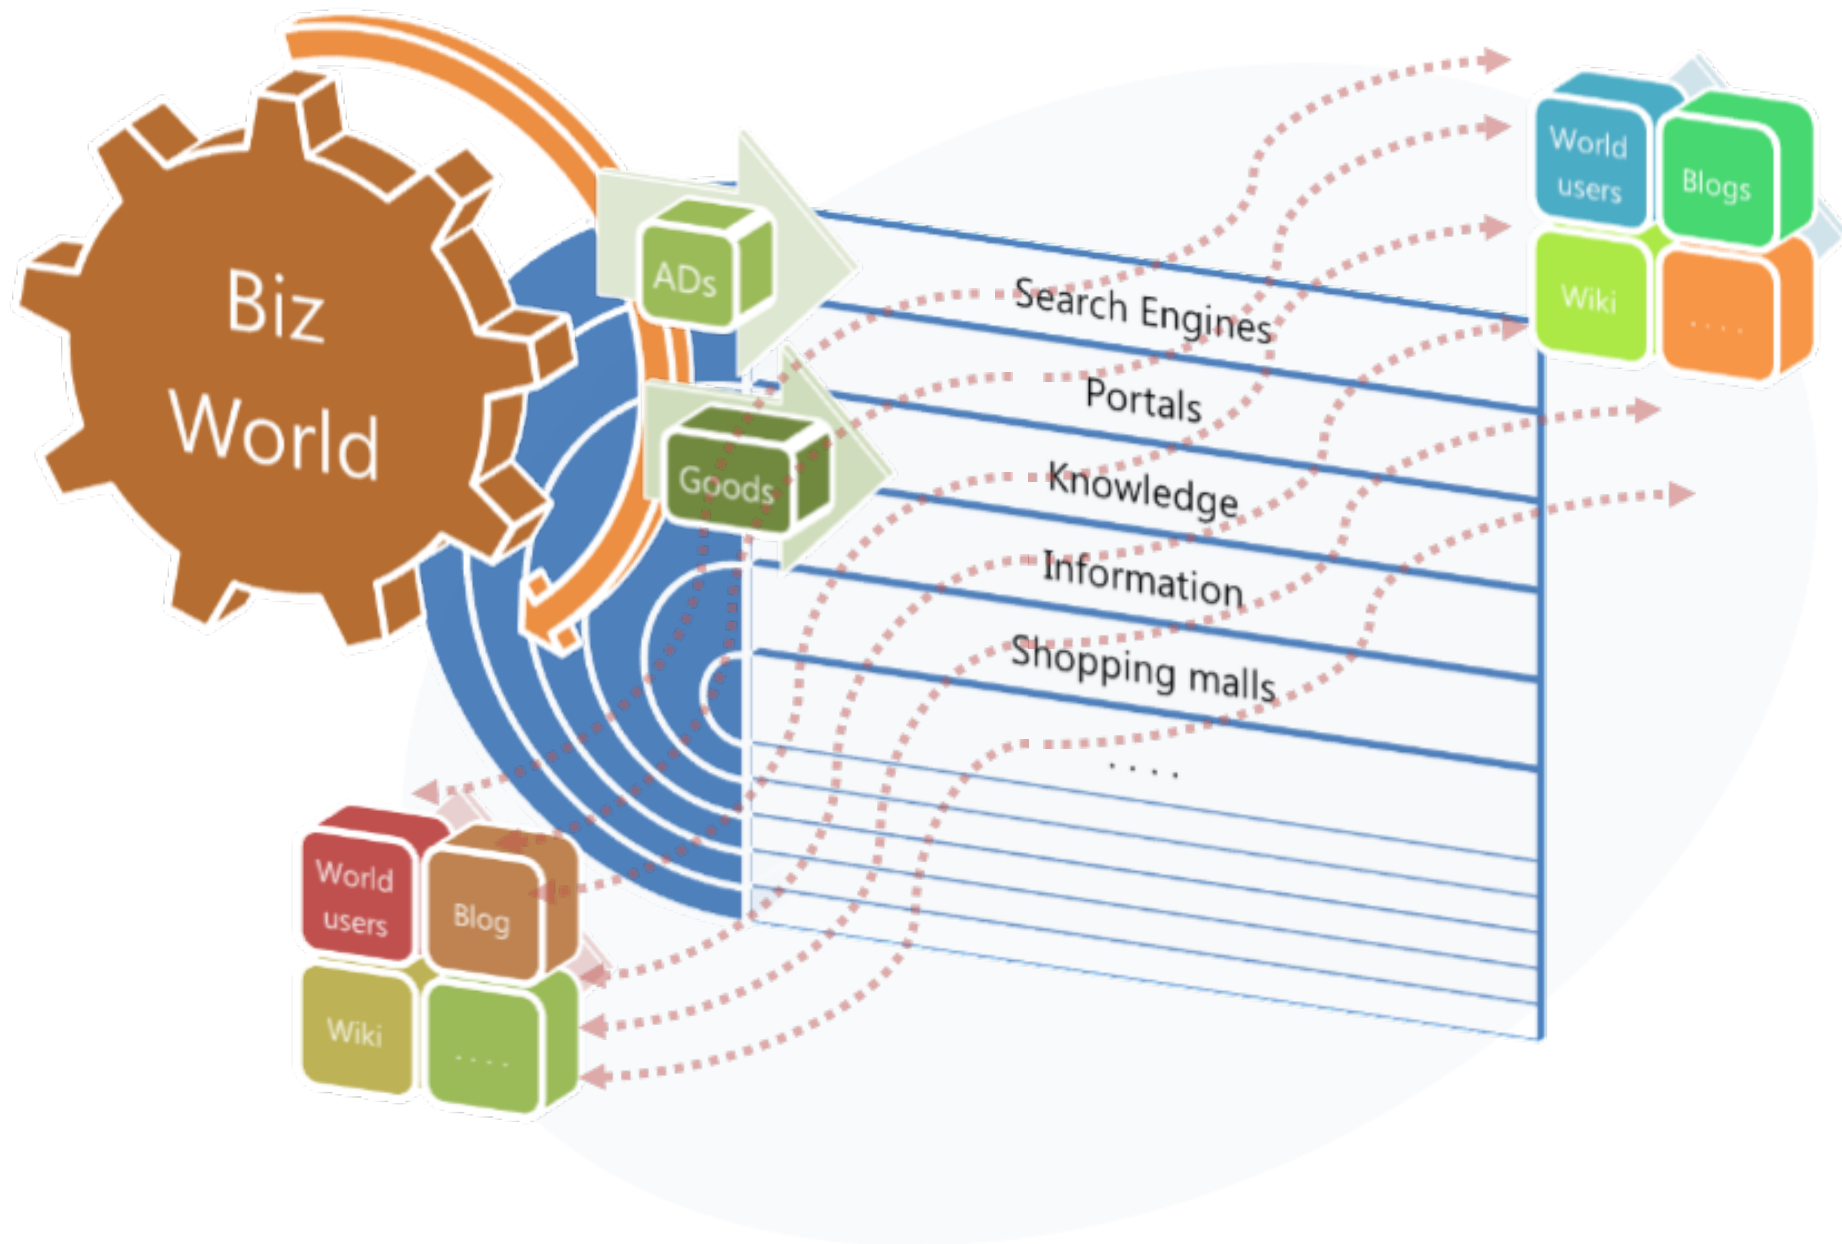 Biz
World
ADs
Goods
Search Engines
Portals
Knowledge
Information
Shopping malls
. . . .
World
users
Blogs
Wiki
. . . .
World
users
Blog
Wiki
. . . .